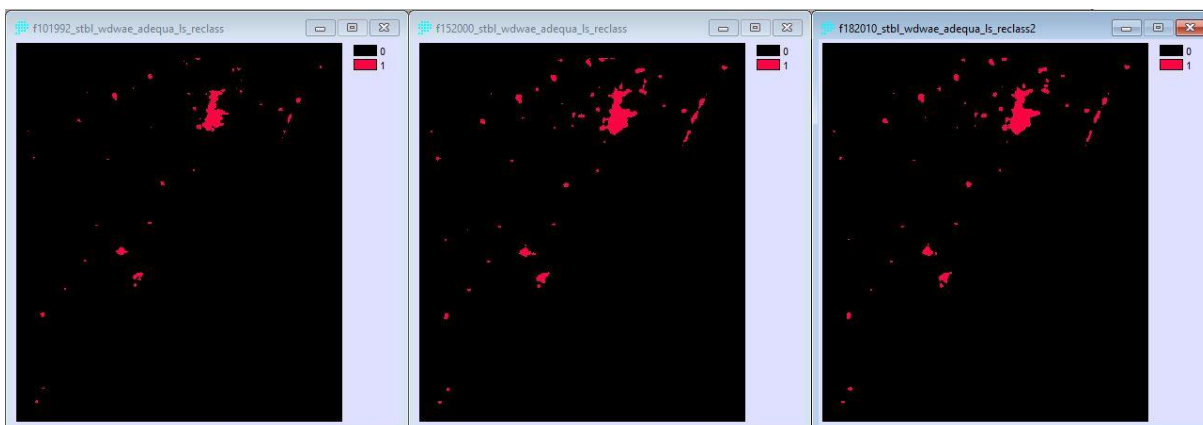 f101992_stbl_wdwae_adequa_ls_reclass
0
1
f152000_stbl_wdwae_adequa_ls_reclass
0
1
f182010_stbl_wdwae_adequa_ls_reclass2
0
1